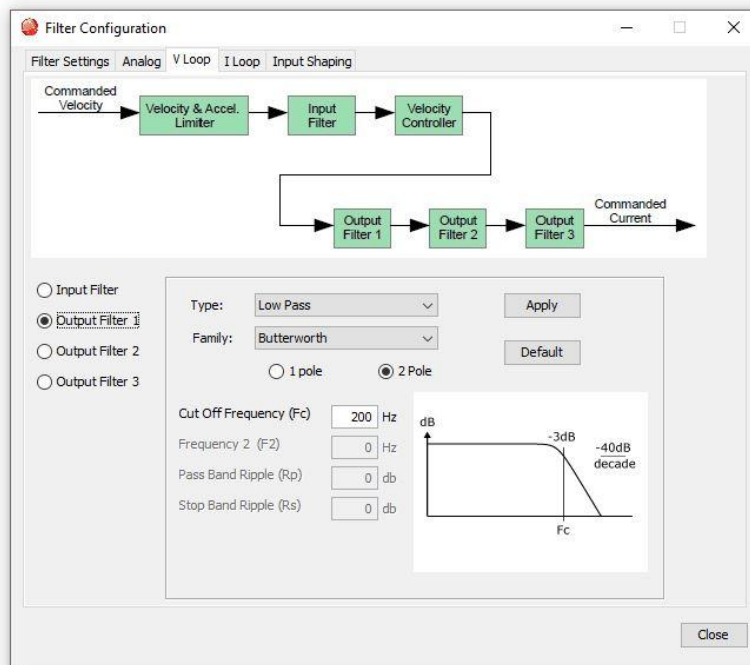 Filter Configuration
Filter Settings
Analog
V Loop
I Loop
Input Shaping
Commanded
Velocity
Velocity & Accel.
Limiter
Input
Filter
Velocity
Controller
Output
Filter 1
Output
Filter 2
Output
Filter 3
Commanded
Current
Input Filter
Output Filter 1
Output Filter 2
Output Filter 3
Type: Low Pass
Family: Butterworth
1 pole
2 Pole
Apply
Default
Cut Off Frequency (Fc) 200 Hz
Frequency 2 (F2) 0 Hz
Pass Band Ripple (Rp) 0 db
Stop Band Ripple (Rs) 0 db
dB
-3dB
-40dB
decade
Fc
Close